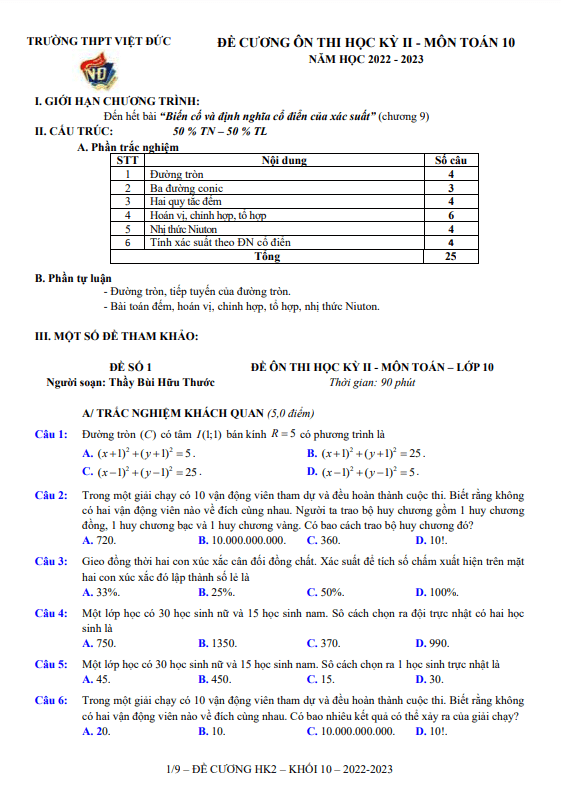 TRƯỜNG THPT VIỆT ĐỨC
ĐỀ CƯƠNG ÔN THI HỌC KỲ II - MÔN TOÁN 10
NĂM HỌC 2022 - 2023
I. GIỚI HẠN CHƯƠNG TRÌNH:
Đến hết bài “Biến cố và định nghĩa cổ điển của xác suất” (chương 9)
II. CẤU TRÚC: 50 % TN – 50 % TL
A. Phần trắc nghiệm
STT Nội dung Số câu
1 Đường tròn 4
2 Ba đường conic 3
3 Hai quy tắc đếm 4
4 Hoán vị, chỉnh hợp, tổ hợp 6
5 Nhị thức Niuton 4
6 Tính xác suất theo ĐN cổ điển 4
Tổng 25
B. Phần tự luận
- Đường tròn, tiếp tuyến của đường tròn.
- Bài toán đếm, hoán vị, chỉnh hợp, tổ hợp, nhị thức Niuton.
III. MỘT SỐ ĐỀ THAM KHẢO:
ĐỀ SỐ 1 ĐỀ ÔN THI HỌC KỲ II - MÔN TOÁN – LỚP 10
Người soạn: Thầy Bùi Hữu Thước Thời gian: 90 phút
A/ TRẮC NGHIỆM KHÁCH QUAN (5,0 điểm)
Câu 1: Đường tròn (C) có tâm I(1;1) bán kính R = 5 có phương trình là
A. (x+1)² + (y+1)² = 5. B. (x+1)² + (y+1)² = 25.
C. (x−1)² + (y−1)² = 25. D. (x−1)² + (y−1)² = 5.
Câu 2: Trong một giải chạy có 10 vận động viên tham dự và đều hoàn thành cuộc thi. Biết rằng không
có hai vận động viên nào về đích cùng nhau. Người ta trao bộ huy chương gồm 1 huy chương
đồng, 1 huy chương bạc và 1 huy chương vàng. Có bao cách trao bộ huy chương đó?
A. 720. B. 10.000.000.000. C. 360. D. 10!.
Câu 3: Gieo đồng thời hai con xúc xắc cân đối đồng chất. Xác suất để tích số chấm xuất hiện trên mặt
hai con xúc xắc đó lập thành số lẻ là
A. 33%. B. 25%. C. 50%. D. 100%.
Câu 4: Một lớp học có 30 học sinh nữ và 15 học sinh nam. Số cách chọn ra đội trực nhật có hai học
sinh là
A. 750. B. 1350. C. 370. D. 990.
Câu 5: Một lớp học có 30 học sinh nữ và 15 học sinh nam. Số cách chọn ra 1 học sinh trực nhật là
A. 45. B. 450. C. 15. D. 30.
Câu 6: Trong một giải chạy có 10 vận động viên tham dự và đều hoàn thành cuộc thi. Biết rằng không
có hai vận động viên nào về đích cùng nhau. Có bao nhiêu kết quả có thể xảy ra của giải chạy?
A. 20. B. 10. C. 10.000.000.000. D. 10!.
1/9 – ĐỀ CƯƠNG HK2 – KHỐI 10 – 2022-2023